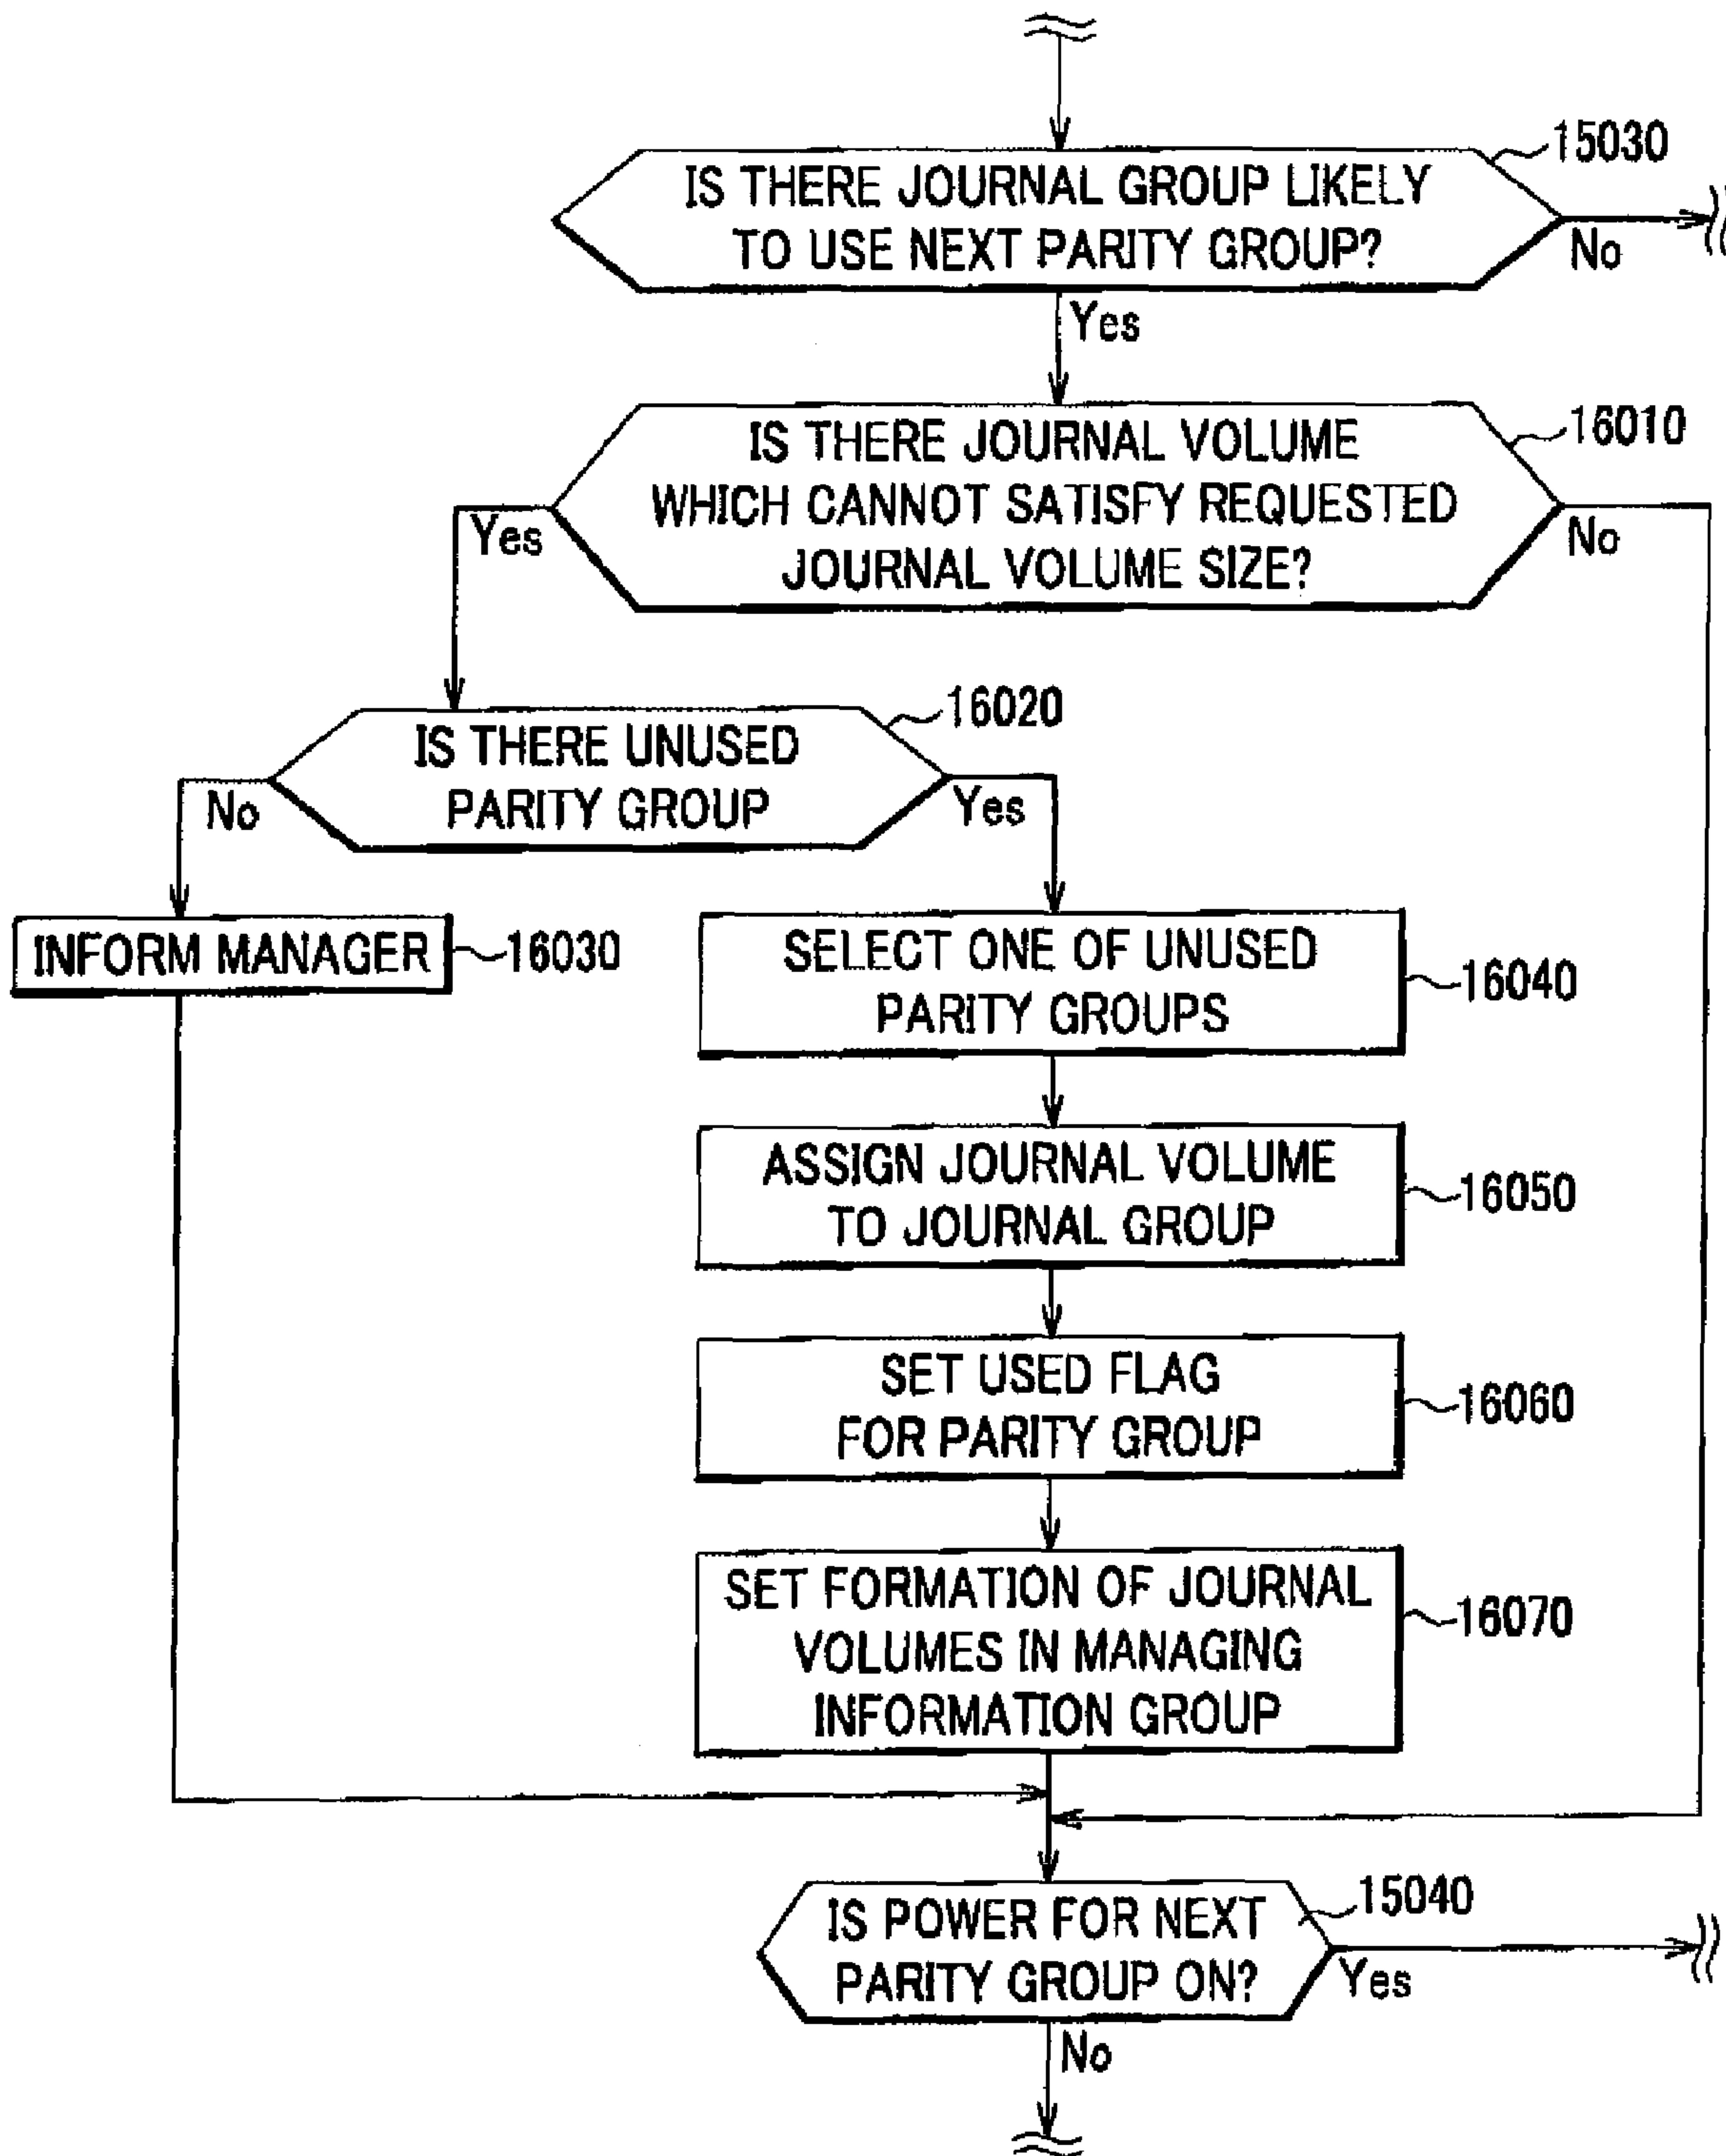 15030
IS THERE JOURNAL GROUP LIKELY
TO USE NEXT PARITY GROUP?
No
Yes
16010
IS THERE JOURNAL VOLUME
WHICH CANNOT SATISFY REQUESTED
JOURNAL VOLUME SIZE?
Yes
No
16020
IS THERE UNUSED
PARITY GROUP
No
Yes
INFORM MANAGER
16030
SELECT ONE OF UNUSED
PARITY GROUPS
16040
ASSIGN JOURNAL VOLUME
TO JOURNAL GROUP
16050
SET USED FLAG
FOR PARITY GROUP
16060
SET FORMATION OF JOURNAL
VOLUMES IN MANAGING
INFORMATION GROUP
16070
15040
IS POWER FOR NEXT
PARITY GROUP ON?
Yes
No